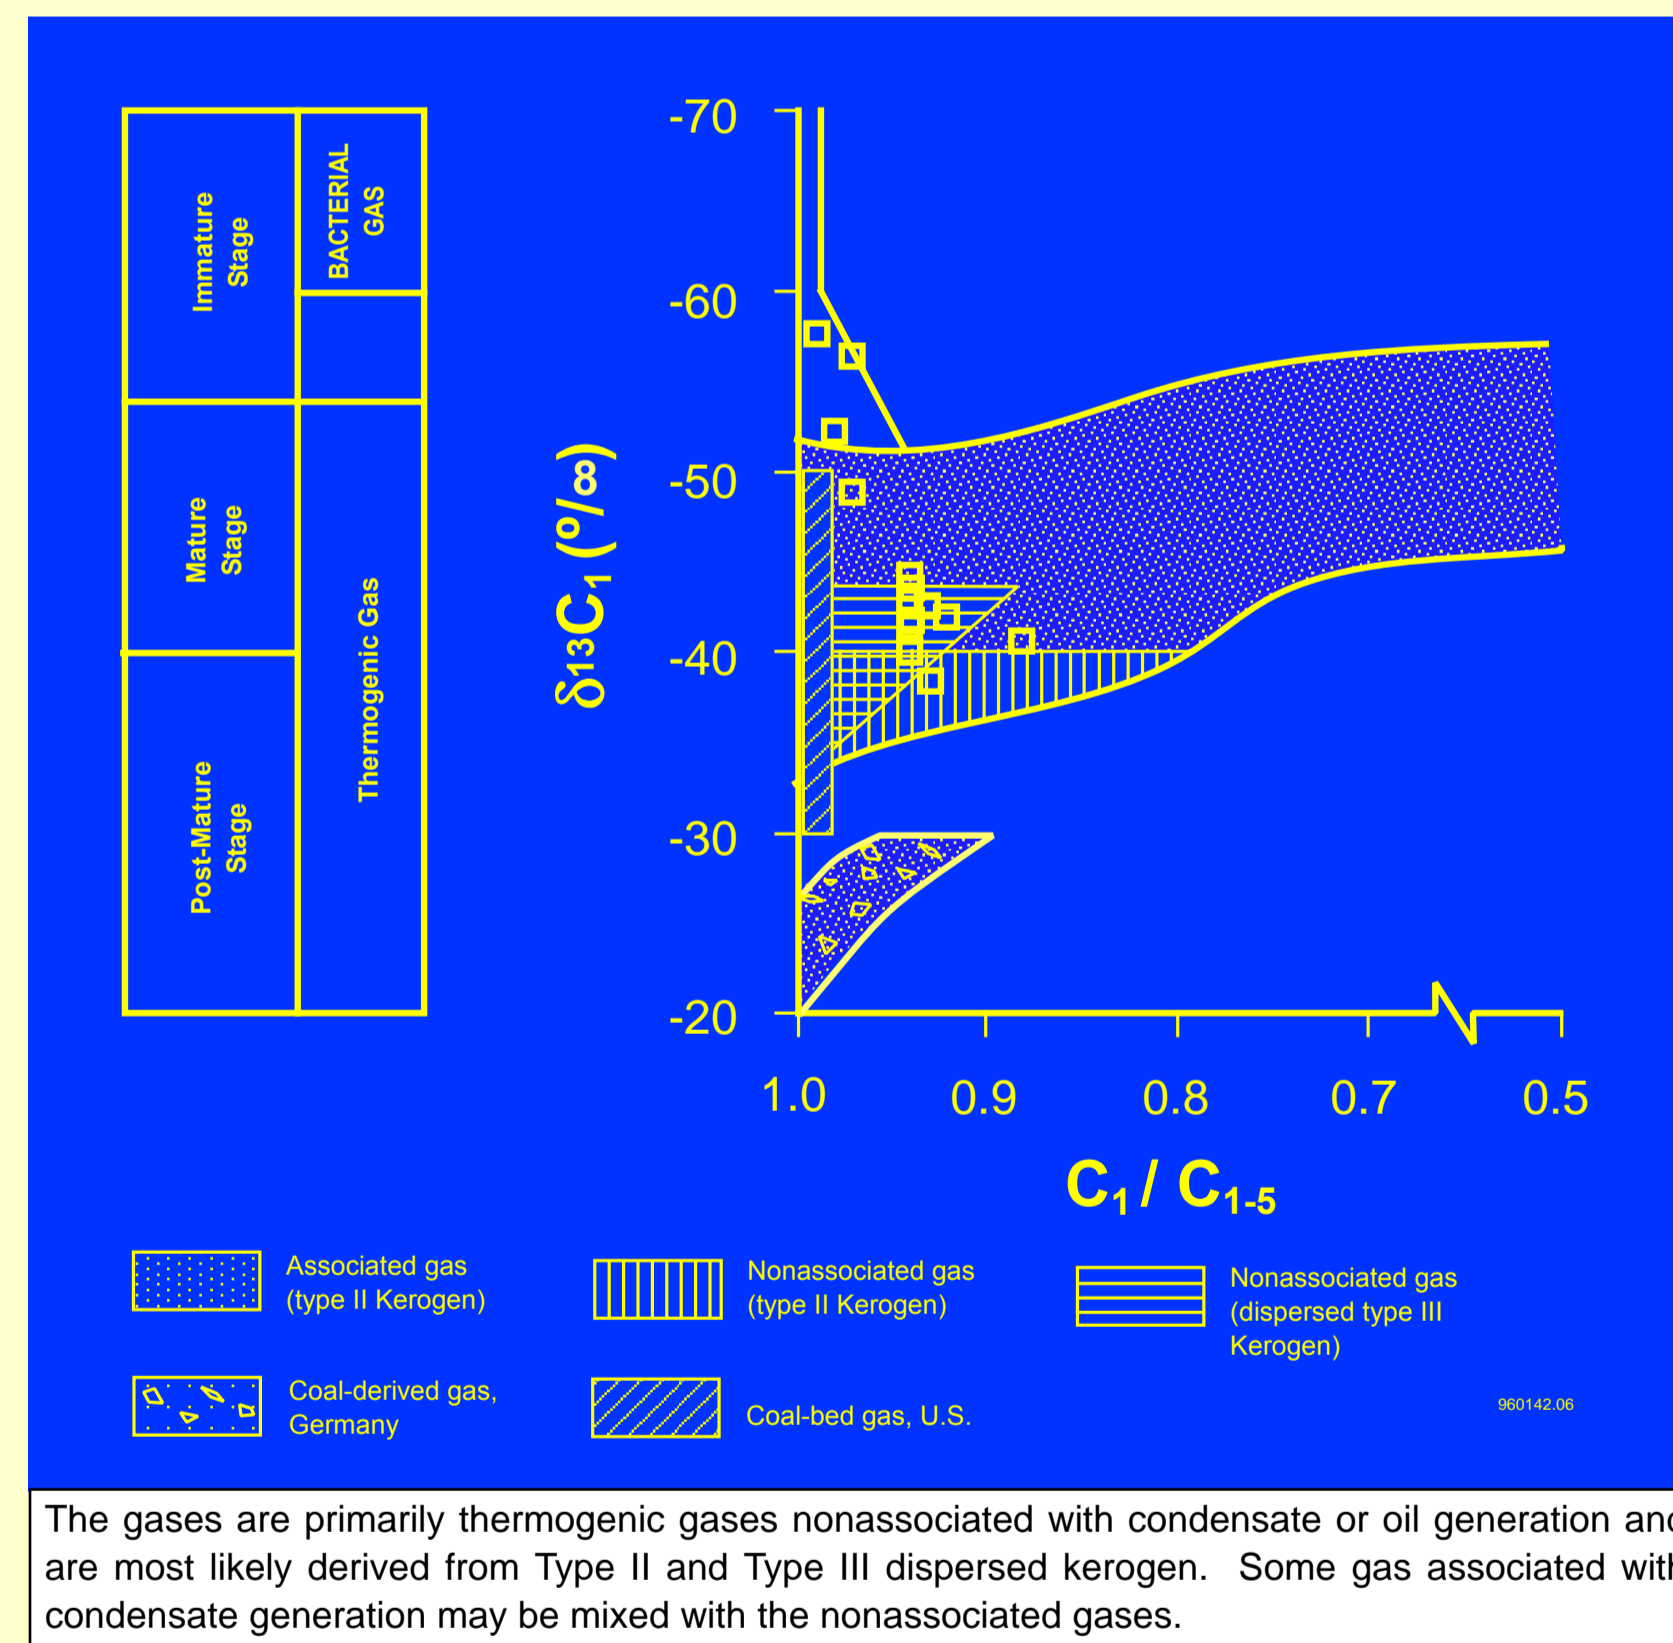 Immature
Stage
BACTERIAL
GAS
Mature
Stage
Thermogenic Gas
Post-Mature
Stage
δ13C1 (o/∞)
-70
-60
-50
-40
-30
-20
1.0 0.9 0.8 0.7 0.5
C1 / C1-5
Associated gas
(type II Kerogen)
Nonassociated gas
(type II Kerogen)
Nonassociated gas
(dispersed type III
Kerogen)
Coal-derived gas,
Germany
Coal-bed gas, U.S.
960142.06
The gases are primarily thermogenic gases nonassociated with condensate or oil generation and
are most likely derived from Type II and Type III dispersed kerogen. Some gas associated with
condensate generation may be mixed with the nonassociated gases.